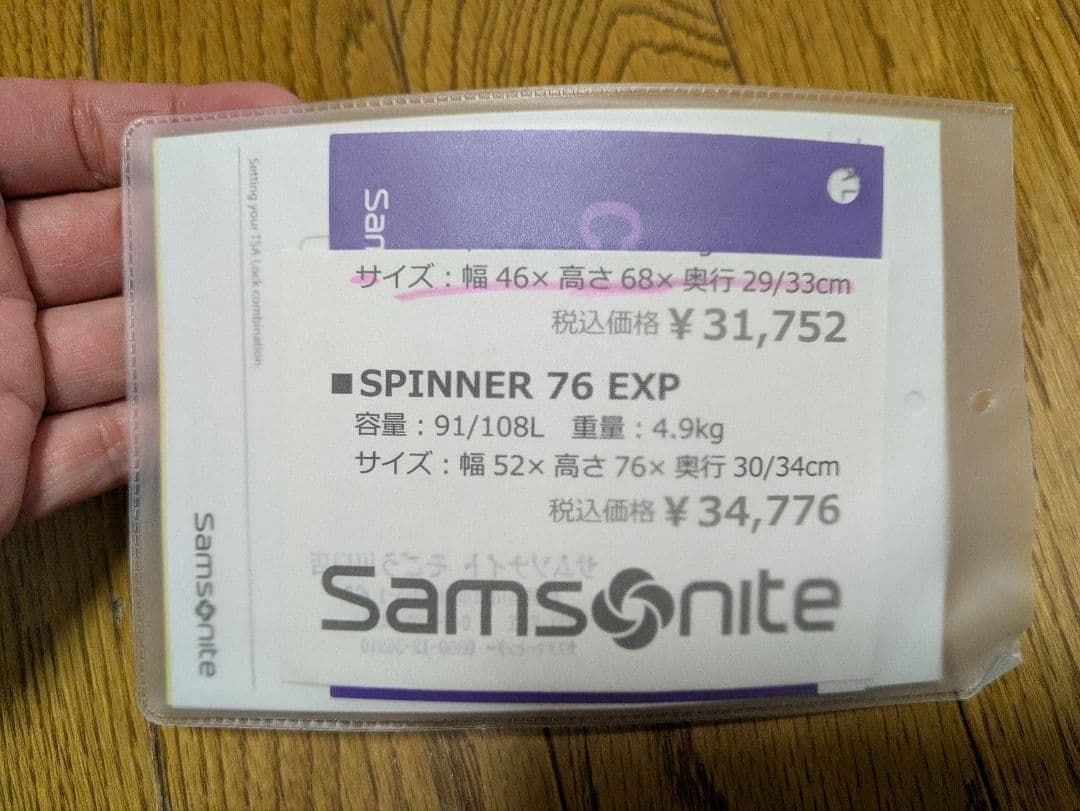 サイズ：幅 46× 高さ 68× 奥行 29/33cm
税込価格 ¥31,752
■SPINNER 76 EXP
容量：91/108L 重量：4.9kg
サイズ：幅 52× 高さ 76× 奥行 30/34cm
税込価格 ¥34,776
Samsonite
Setting your TSA Lock combination
Samsonite
Sam
C